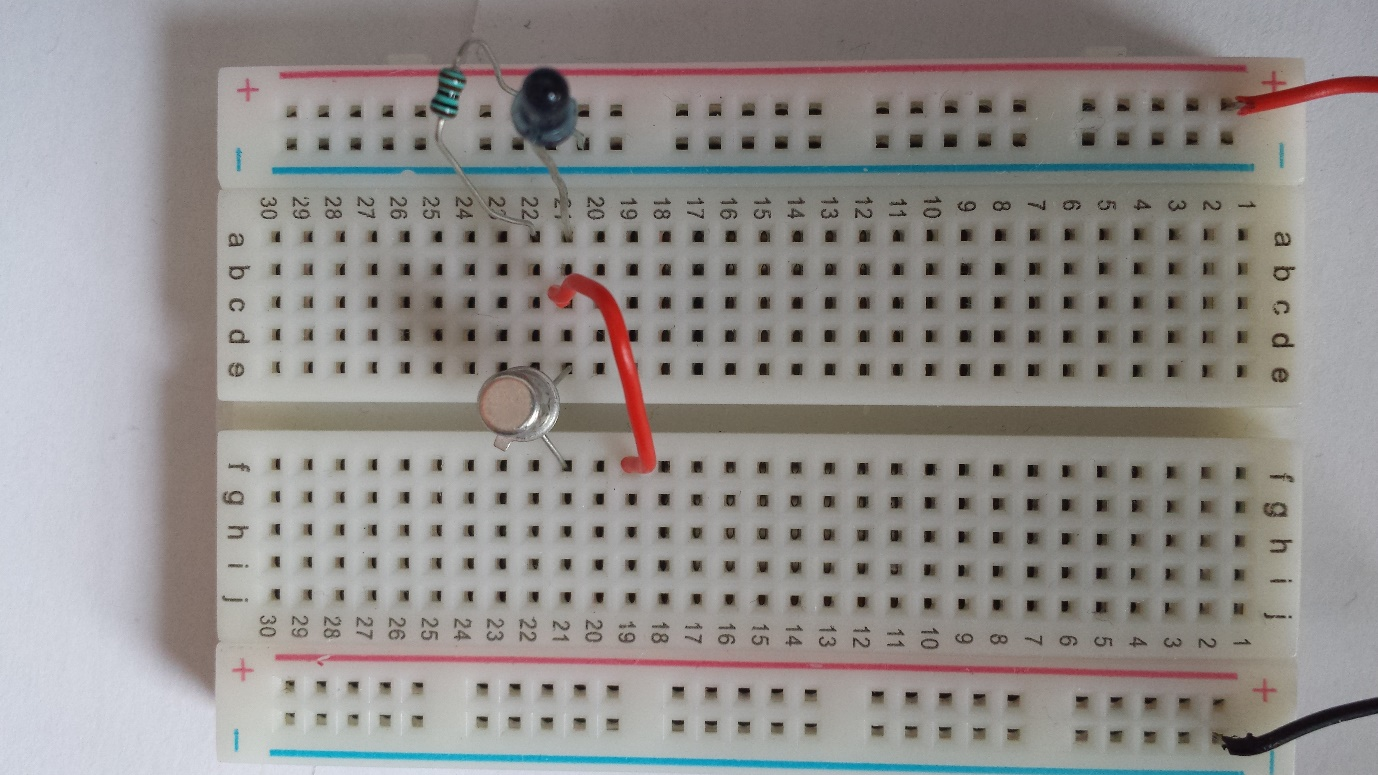 + +
- -
30 29 28 27 26 25 24 23 22 21 20 19 18 17 16 15 14 13 12 11 10 9 8 7 6 5 4 3 2 1
a a
b b
c c
d d
e e
f f
g g
h h
i i
j j
30 29 28 27 26 25 24 23 22 21 20 19 18 17 16 15 14 13 12 11 10 9 8 7 6 5 4 3 2 1
+ +
-